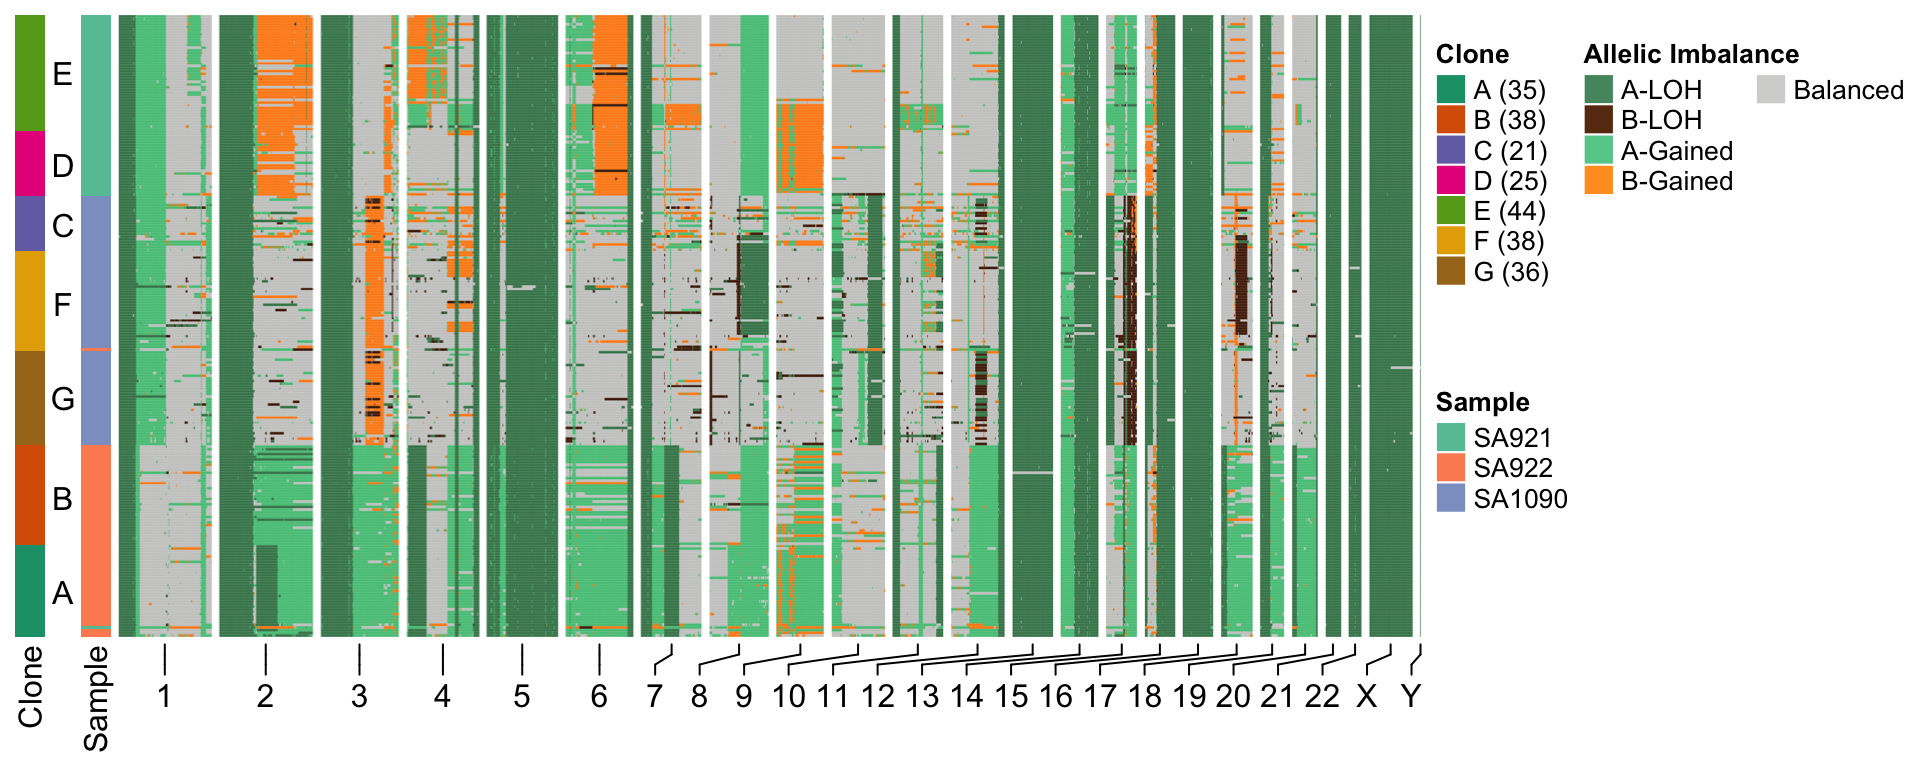 E
D
C
F
G
B
A
Clone
Sample
1 2 3 4 5 6 7 8 9 10 11 12 13 14 15 16 17 18 19 20 21 22 X Y
Clone
A (35)
B (38)
C (21)
D (25)
E (44)
F (38)
G (36)
Allelic Imbalance
A-LOH
B-LOH
A-Gained
B-Gained
Balanced
Sample
SA921
SA922
SA1090